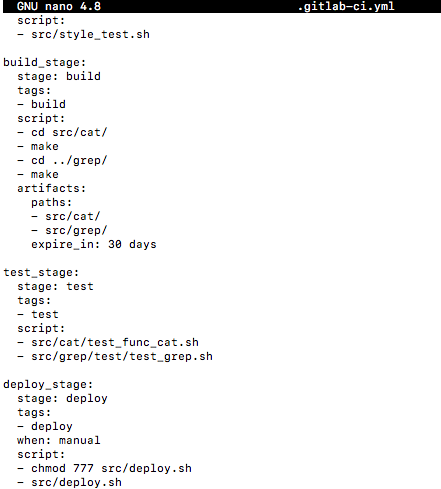 GNU nano 4.8 .gitlab-ci.yml
  script:
  - src/style_test.sh

build_stage:
  stage: build
  tags:
  - build
  script:
  - cd src/cat/
  - make
  - cd ../grep/
  - make
  artifacts:
    paths:
    - src/cat/
    - src/grep/
    expire_in: 30 days

test_stage:
  stage: test
  tags:
  - test
  script:
  - src/cat/test_func_cat.sh
  - src/grep/test/test_grep.sh

deploy_stage:
  stage: deploy
  tags:
  - deploy
  when: manual
  script:
  - chmod 777 src/deploy.sh
  - src/deploy.sh